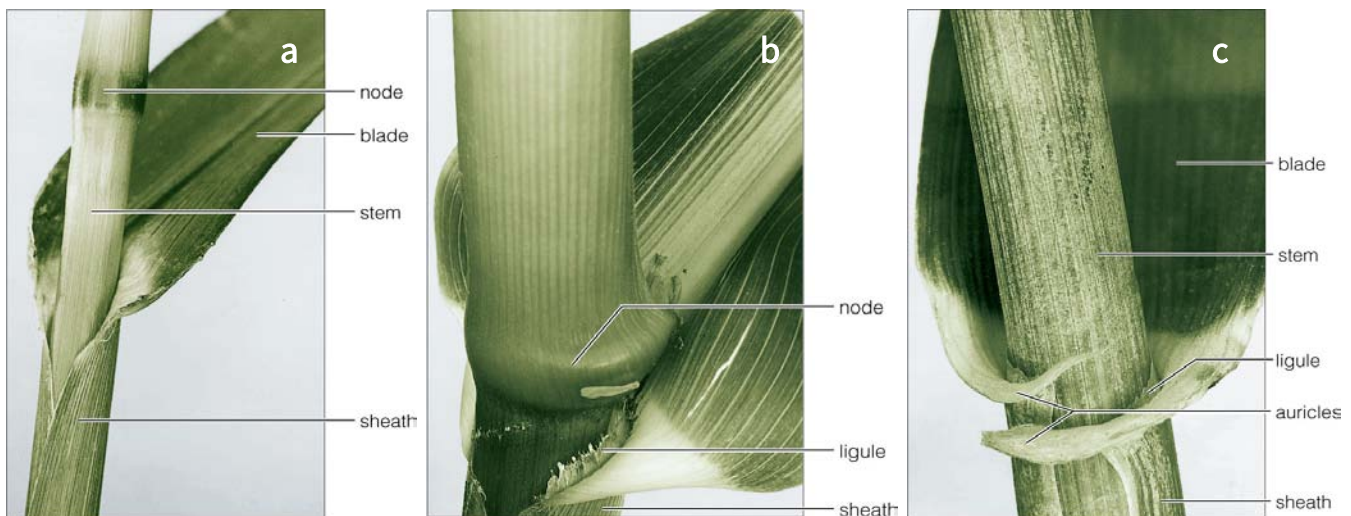 a
node
blade
stem
sheath
b
node
ligule
sheath
c
blade
stem
ligule
auricles
sheath